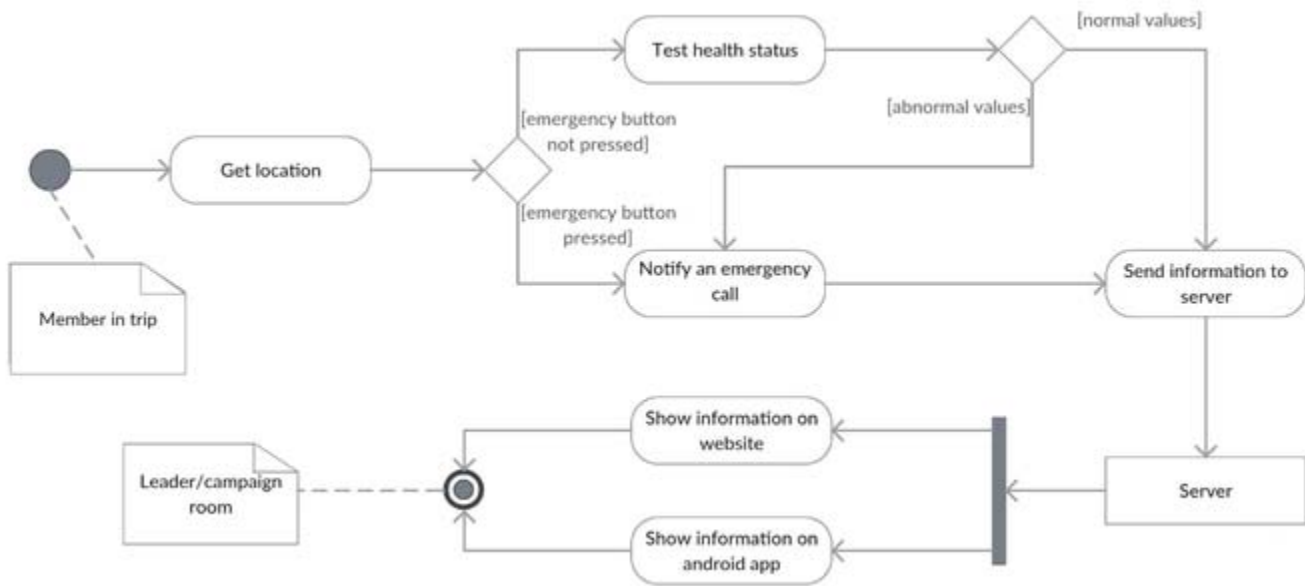 [normal values]
Test health status
[abnormal values]
[emergency button
not pressed]
Get location
[emergency button
pressed]
Notify an emergency
call
Send information to
server
Member in trip
Show information on
website
Leader/campaign
room
Server
Show information on
android app